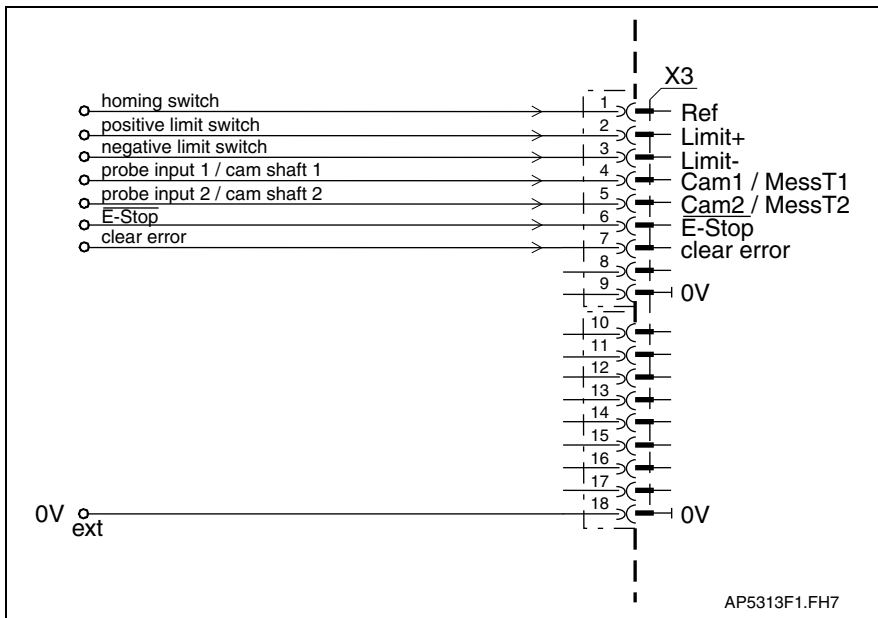 X3
homing switch 1 Ref
positive limit switch 2 Limit+
negative limit switch 3 Limit-
probe input 1 / cam shaft 1 4 Cam1 / MessT1
probe input 2 / cam shaft 2 5 Cam2 / MessT2
E-Stop 6 E-Stop
clear error 7 clear error
8
9 0V
10
11
12
13
14
15
16
17
0V ext 18 0V
AP5313F1.FH7